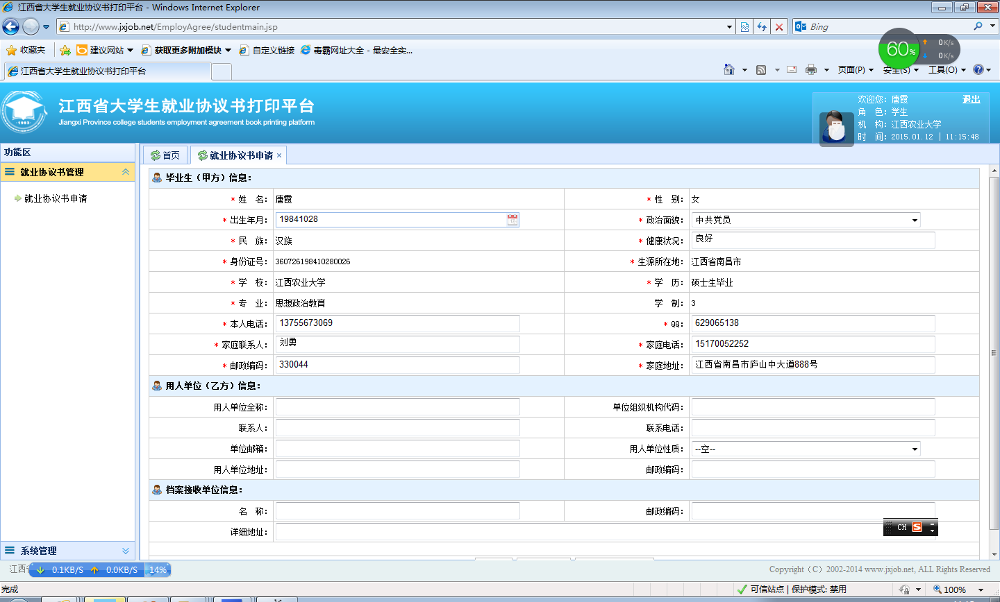 江西省大学生就业协议书打印平台 - Windows Internet Explorer
http://www.jxjob.net/EmployAgree/studentmain.jsp
Bing
收藏夹 建议网站 获取更多附加模块 自定义链接 毒霸网址大全 - 最安全实...
60% 0K/s
0K/s
江西省大学生就业协议书打印平台
页面(P) 安全(S) 工具(O)
江西省大学生就业协议书打印平台
Jiangxi Province college students employment agreement book printing platform
1933
欢迎您: 唐霞 退出
角 色: 学生
机 构: 江西农业大学
时 间: 2015.01.12 | 11:15:48
功能区
首页 就业协议书申请 ×
就业协议书管理
就业协议书申请
毕业生（甲方）信息：
* 姓 名： 唐霞 * 性 别： 女
* 出生年月： 19841028 * 政治面貌： 中共党员
* 民 族： 汉族 * 健康状况： 良好
* 身份证号： 360726198410280026 * 生源所在地： 江西省南昌市
* 学 校： 江西农业大学 * 学 历： 硕士生毕业
* 专 业： 思想政治教育 学 制： 3
* 本人电话： 13755673069 * QQ： 629065138
* 家庭联系人： 刘勇 * 家庭电话： 15170052252
* 邮政编码： 330044 * 家庭地址： 江西省南昌市庐山中大道888号
用人单位（乙方）信息：
用人单位全称： 单位组织机构代码：
联系人： 联系电话：
单位邮箱： 用人单位性质： --空--
用人单位地址： 邮政编码：
档案接收单位信息：
名 称： 邮政编码：
详细地址：
CH S
系统管理
江西 0.1KB/S 0.0KB/S 14%
Copyright（C）2002-2014 www.jxjob.net, ALL Rights Reserved
完成 可信站点 | 保护模式: 禁用 100%